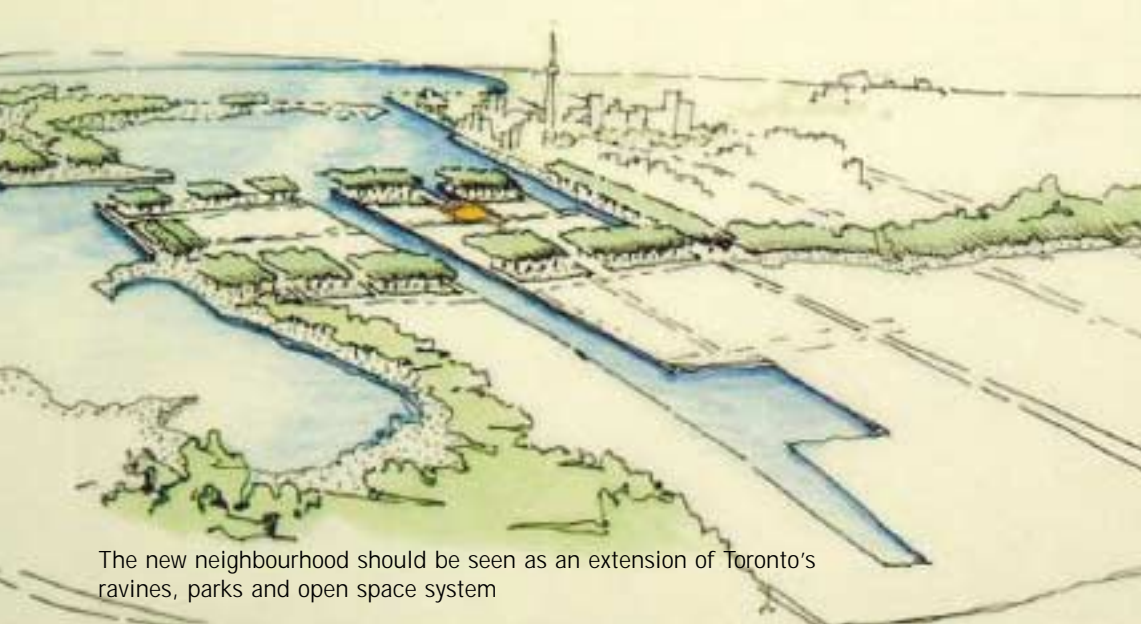 The new neighbourhood should be seen as an extension of Toronto's
ravines, parks and open space system